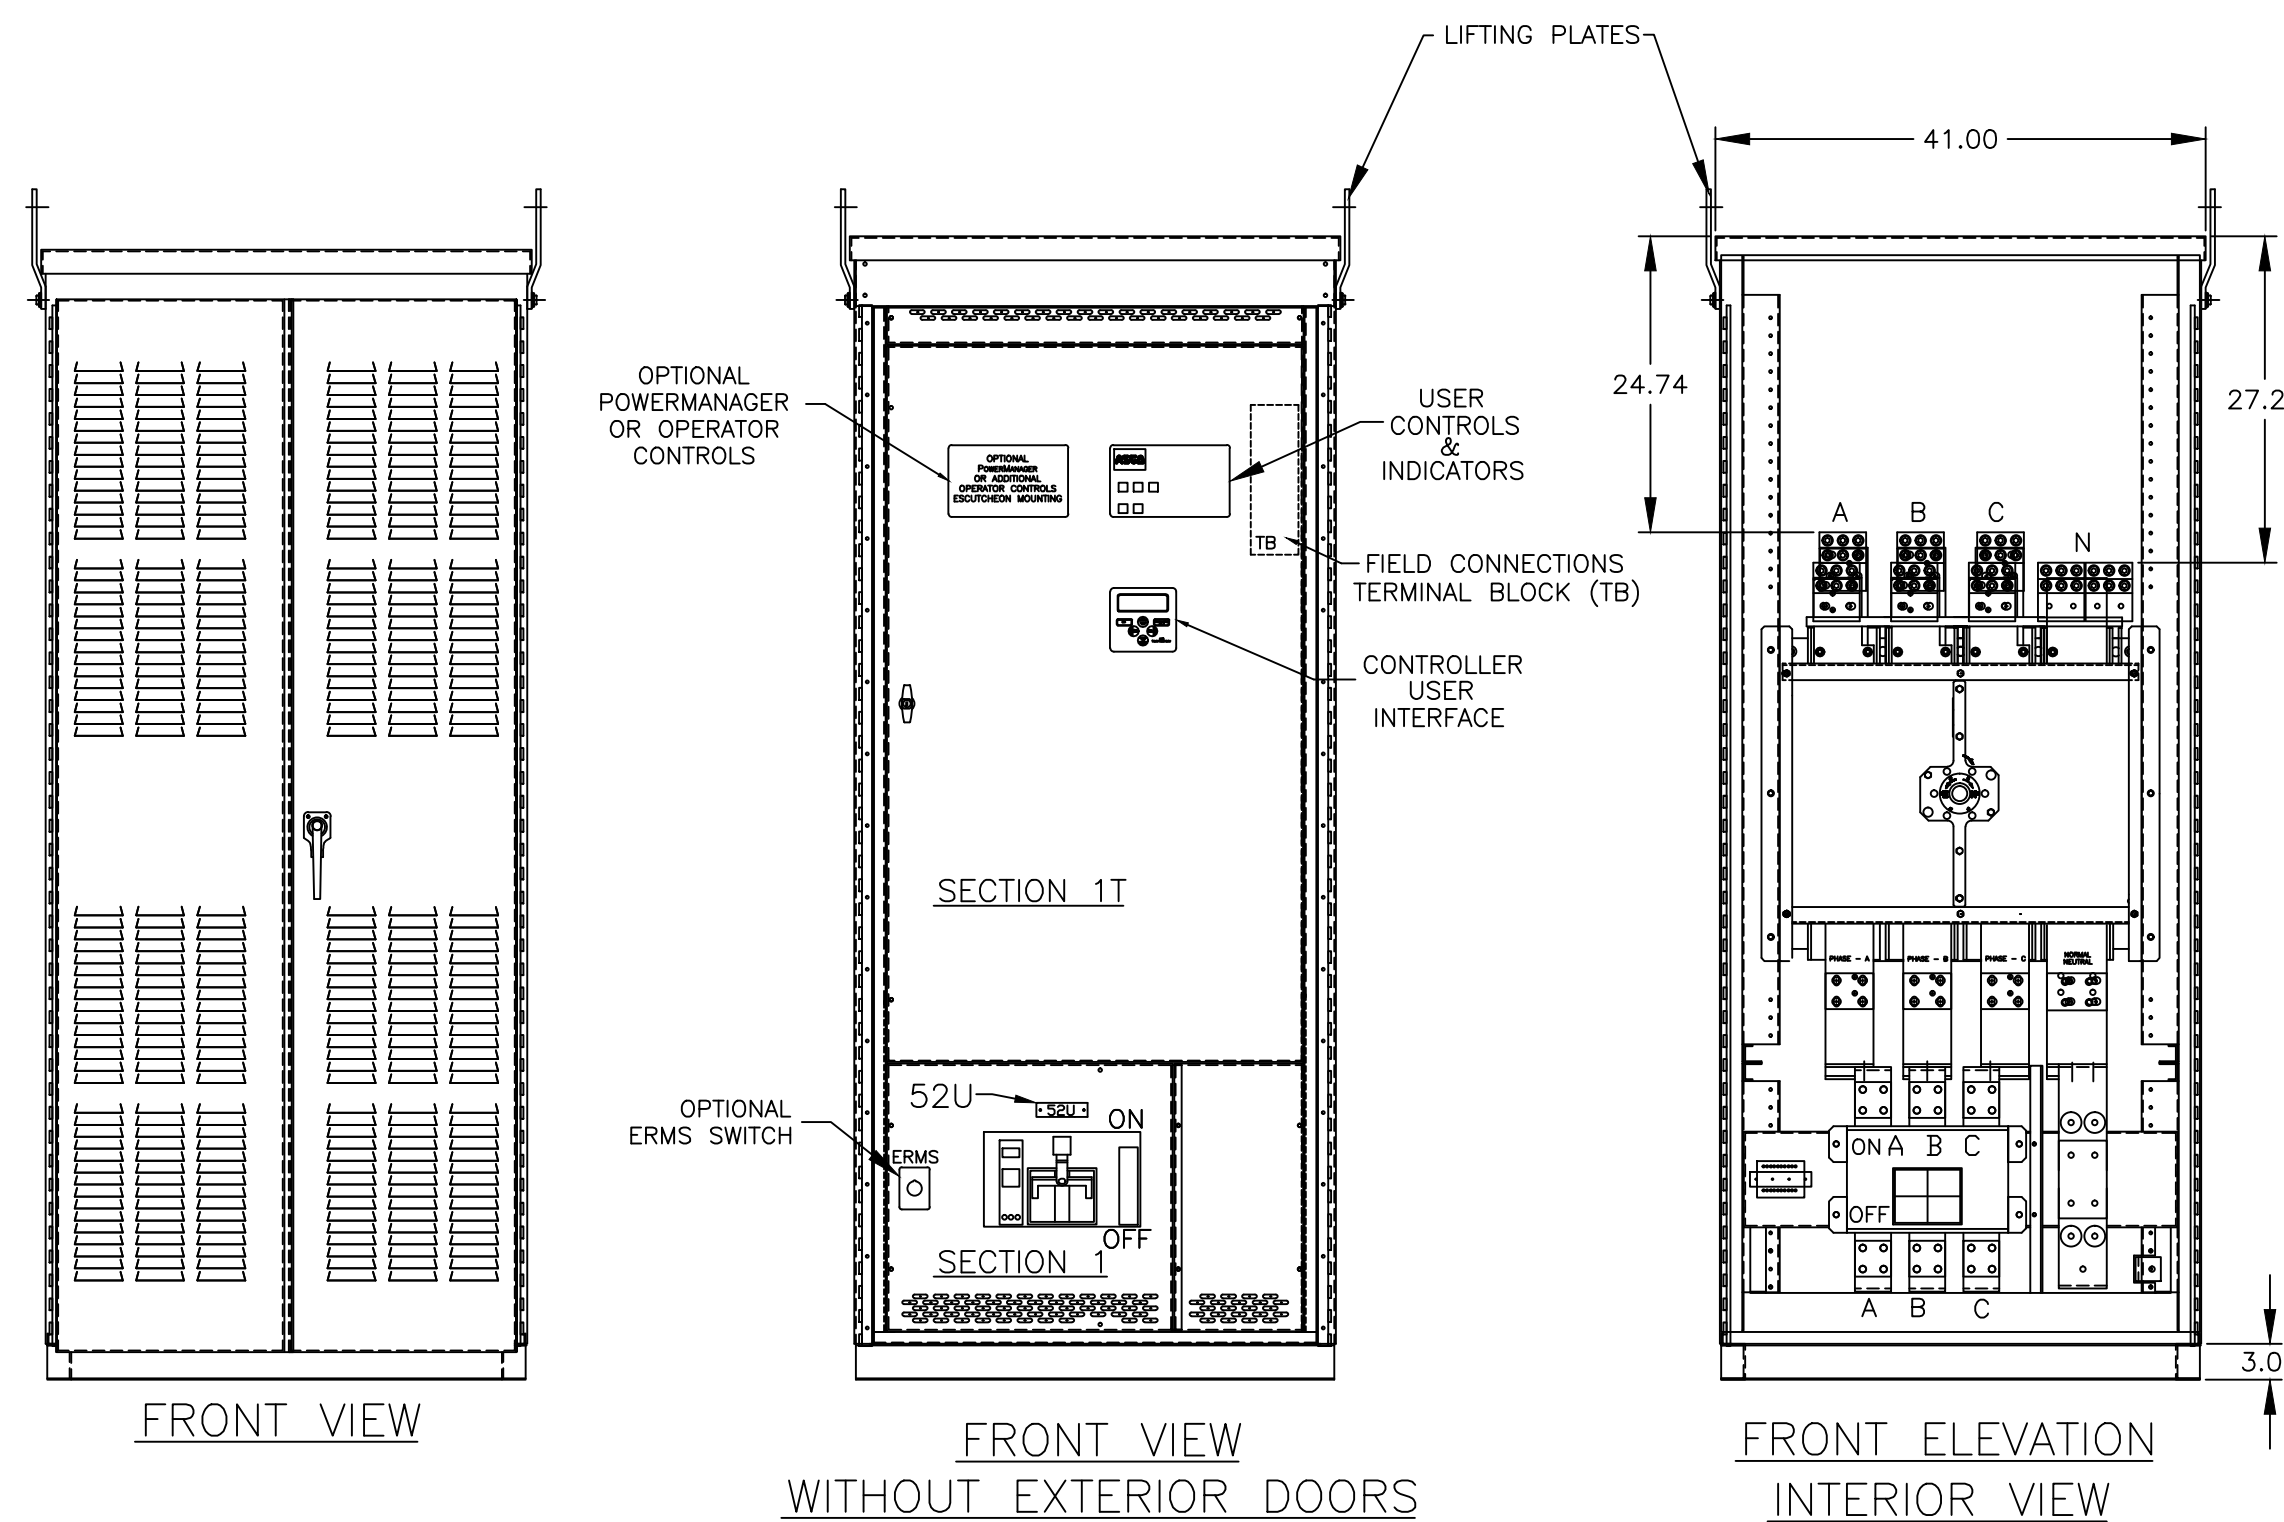 LIFTING PLATES
41.00
24.74
27.2
OPTIONAL
POWERMANAGER
OR OPERATOR
CONTROLS
OPTIONAL
POWERMANAGER
OR ADDITIONAL
OPERATOR CONTROLS
ESCUTCHEON MOUNTING
USER
CONTROLS
&
INDICATORS
TB
FIELD CONNECTIONS
TERMINAL BLOCK (TB)
CONTROLLER
USER
INTERFACE
SECTION 1T
52U
52U
ON
OPTIONAL
ERMS SWITCH
ERMS
OFF
SECTION 1
A B C N
PHASE - A
PHASE - B
PHASE - C
NORMAL
NEUTRAL
ON A B C
OFF
A B C
3.0
FRONT VIEW
FRONT VIEW
WITHOUT EXTERIOR DOORS
FRONT ELEVATION
INTERIOR VIEW